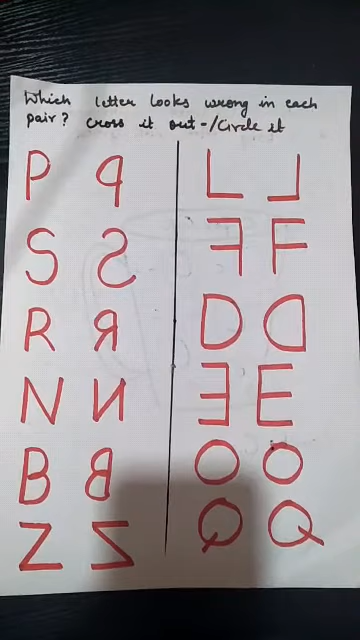 Which letter looks wrong in each
pair? Cross it out-/Circle it
P ꟼ
S Ƨ
R Я
N И
B ᗺ
Z Ƹ
L ⅃
ꟻ F
D ᗡ
Ǝ E
O O
Ϙ Q